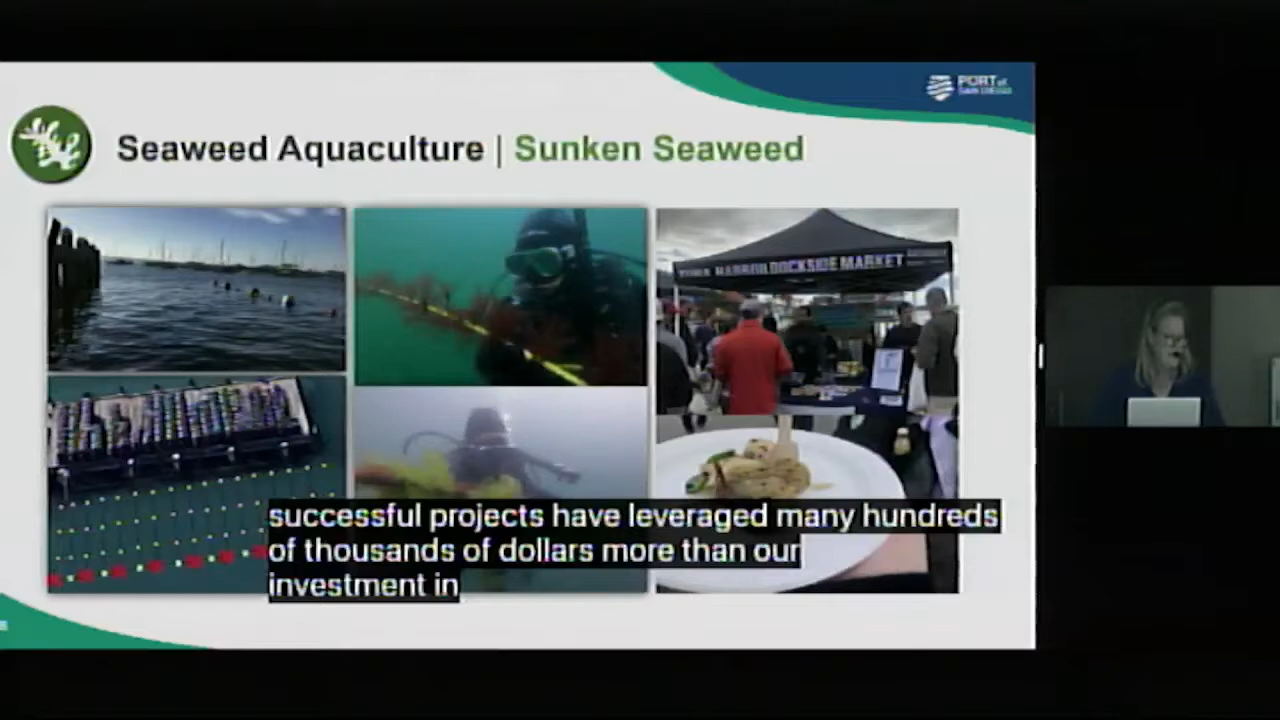 PORT of
SAN DIEGO
Seaweed Aquaculture | Sunken Seaweed
HARBOR DOCKSIDE MARKET
successful projects have leveraged many hundreds
of thousands of dollars more than our
investment in